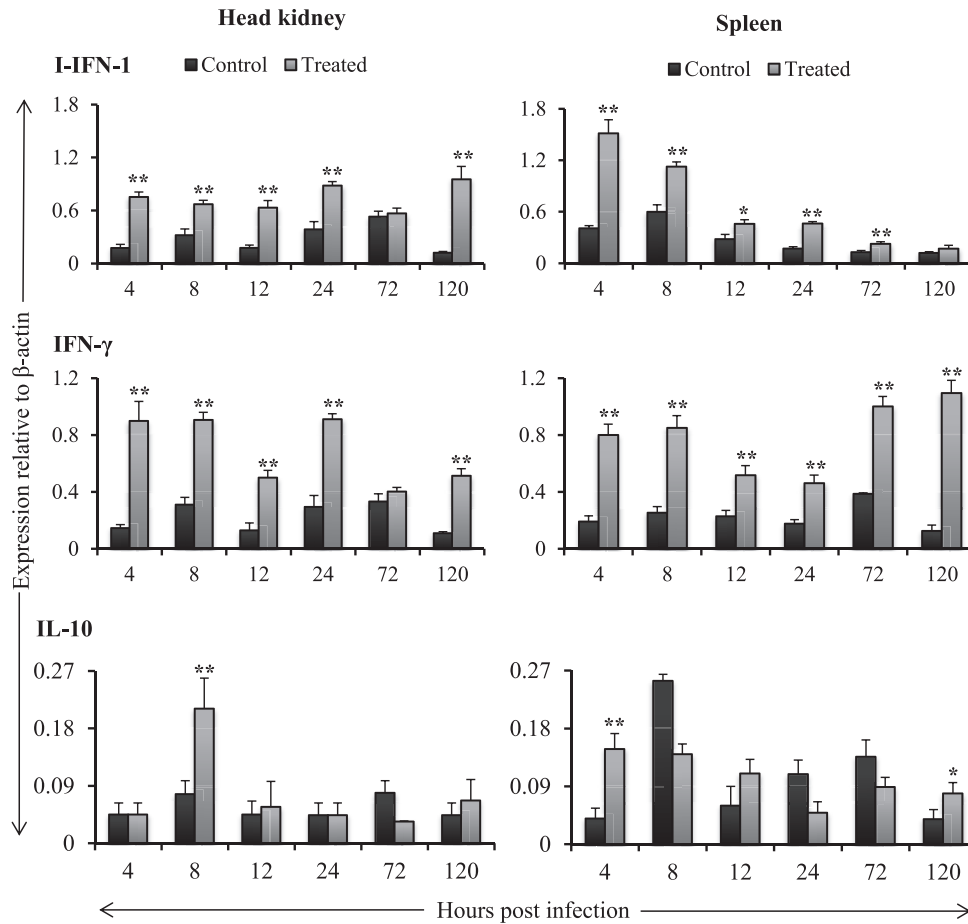 Head kidney
Spleen
I-IFN-1
Control Treated
Control Treated
1.8
1.2
0.6
0
** ** ** ** **
4 8 12 24 72 120
1.8
1.2
0.6
0
** ** * ** **
4 8 12 24 72 120
IFN-γ
1.2
0.8
0.4
0
** ** ** ** **
4 8 12 24 72 120
1.2
0.8
0.4
0
** ** ** ** ** **
4 8 12 24 72 120
IL-10
0.27
0.18
0.09
0
**
4 8 12 24 72 120
0.27
0.18
0.09
0
** *
4 8 12 24 72 120
Expression relative to β-actin
Hours post infection